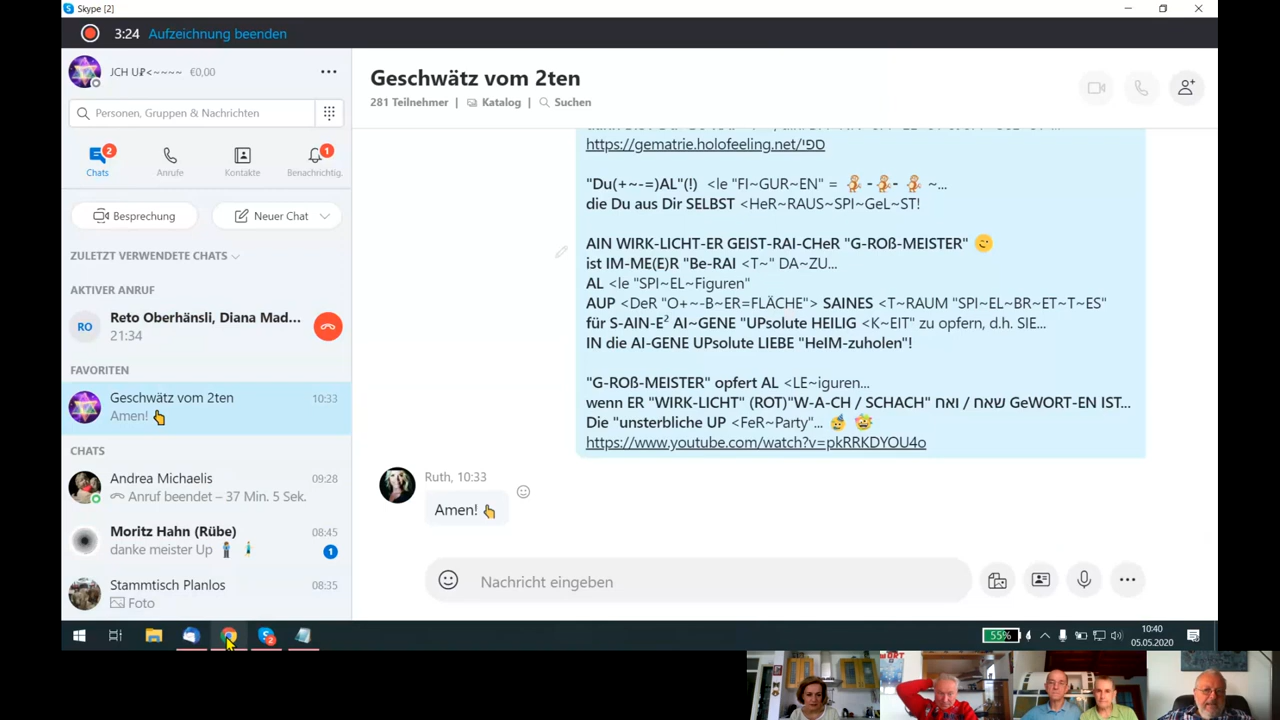 Skype [2]
3:24 Aufzeichnung beenden
€0,00
Personen, Gruppen & Nachrichten
2
1
Chats
Anrufe
Kontakte
Benachrichtig.
Besprechung
Neuer Chat
ZULETZT VERWENDETE CHATS
AKTIVER ANRUF
RO
Reto Oberhänsli, Diana Mad...
21:34
FAVORITEN
Geschwätz vom 2ten 10:33
Amen! 👆
CHATS
Andrea Michaelis 09:28
Anruf beendet - 37 Min. 5 Sek.
Moritz Hahn (Rübe) 08:45
danke meister Up 1
Stammtisch Planlos 08:35
Foto
Geschwätz vom 2ten
281 Teilnehmer | Katalog | Suchen
https://gematrie.holofeeling.net/ספי
"Du(+~-=)AL"(!) <le "FI~GUR~EN" = 🐒 - 🐒 - 🐒 ~...
die Du aus Dir SELBST <HeR~RAUS~SPI~GeL~ST!
AIN WIRK-LICHT-ER GEIST-RAI-CHeR "G-ROß-MEISTER" 😉
ist IM-ME(E)R "Be-RAI <T~" DA~ZU...
AL <le "SPI~EL~Figuren"
AUP <DeR "O+~-B~ER=FLÄCHE"> SAINES <T~RAUM "SPI~EL~BR~ET~T~ES"
für S-AIN-E² AI~GENE "UPsolute HEILIG <K~EIT" zu opfern, d.h. SIE...
IN die AI-GENE UPsolute LIEBE "HeIM-zuholen"!
"G-ROß-MEISTER" opfert AL <LE~iguren...
wenn ER "WIRK-LICHT" (ROT)"W-A-CH / SCHACH" שאח / ואח GeWORT-EN IST...
Die "unsterbliche UP <FeR~Party"...
https://www.youtube.com/watch?v=pkRRKDYOU4o
Ruth, 10:33
Amen! 👆
Nachricht eingeben
2
55%
10:40
05.05.2020